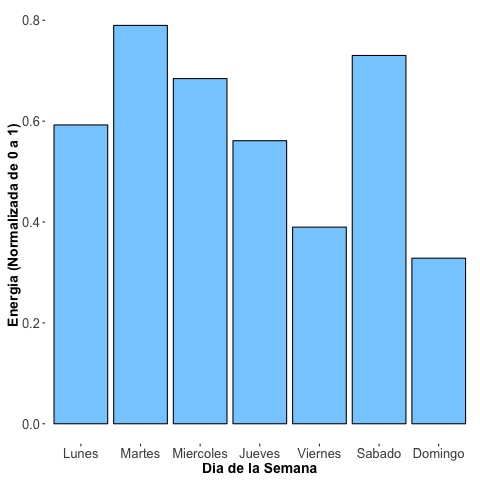 Energia (Normalizada de 0 a 1)
0.8
0.6
0.4
0.2
0.0
Lunes Martes Miercoles Jueves Viernes Sabado Domingo
Dia de la Semana